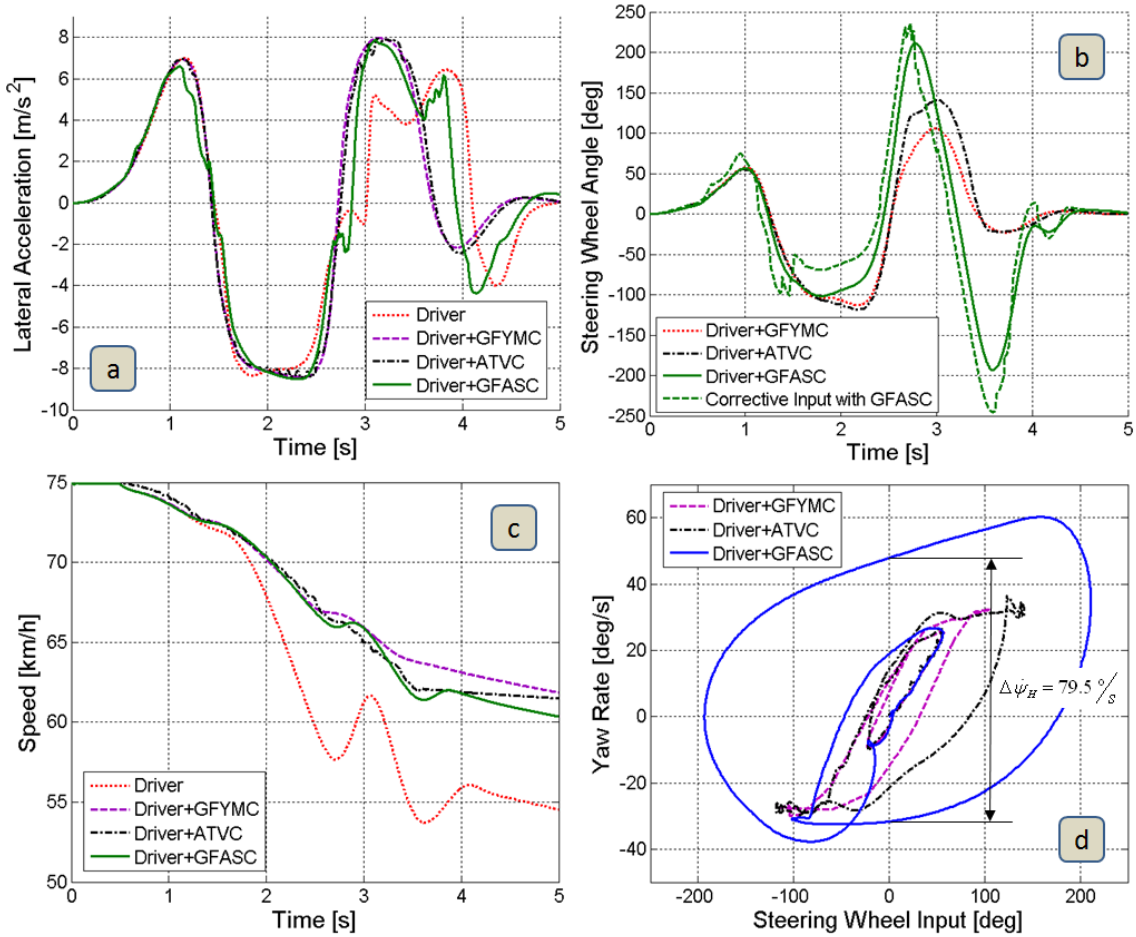 8
6
4
2
0
-2
-4
-6
-8
-10
Lateral Acceleration [m/s²]
0 1 2 3 4 5
Time [s]
Driver
Driver+GFYMC
Driver+ATVC
Driver+GFASC
a
250
200
150
100
50
0
-50
-100
-150
-200
-250
Steering Wheel Angle [deg]
0 1 2 3 4 5
Time [s]
b
Driver+GFYMC
Driver+ATVC
Driver+GFASC
Corrective Input with GFASC
75
70
65
60
55
50
Speed [km/h]
0 1 2 3 4 5
Time [s]
c
Driver
Driver+GFYMC
Driver+ATVC
Driver+GFASC
60
40
20
0
-20
-40
Yaw Rate [deg/s]
-200 -100 0 100 200
Steering Wheel Input [deg]
Driver+GFYMC
Driver+ATVC
Driver+GFASC
Δψ̇_H = 79.5 °/s
d